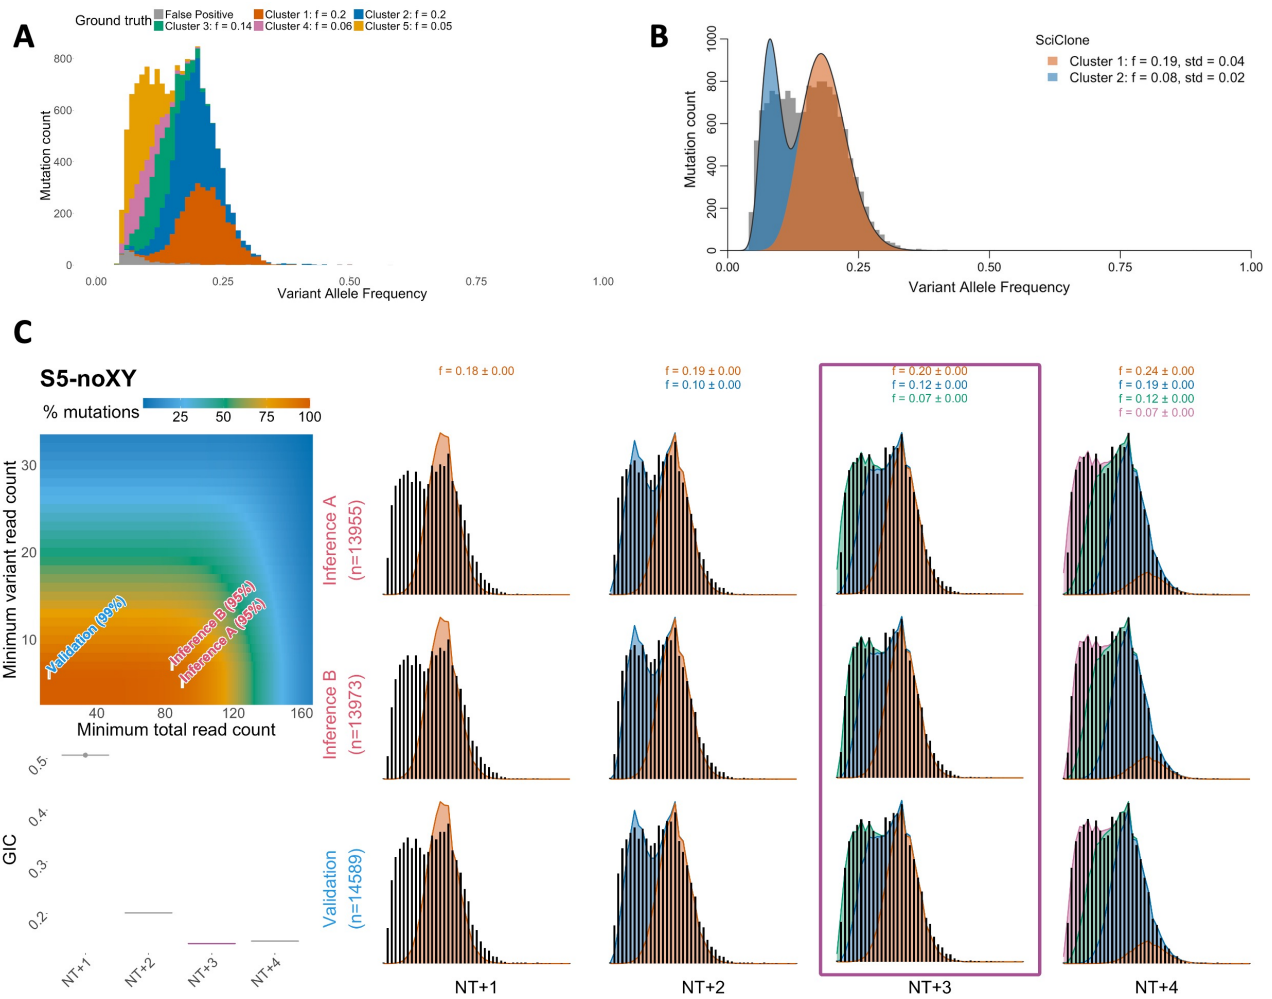 A
Ground truth
False Positive
Cluster 1: f = 0.2
Cluster 2: f = 0.2
Cluster 3: f = 0.14
Cluster 4: f = 0.06
Cluster 5: f = 0.05
Mutation count
800
600
400
200
0
0.00
0.25
0.50
0.75
1.00
Variant Allele Frequency
B
SciClone
Cluster 1: f = 0.19, std = 0.04
Cluster 2: f = 0.08, std = 0.02
Mutation count
1000
800
600
400
200
0
0.00
0.25
0.50
0.75
1.00
Variant Allele Frequency
C
S5-noXY
% mutations
25
50
75
100
Minimum variant read count
30
20
10
Validation (99%)
Inference B (95%)
Inference A (95%)
40
80
120
160
Minimum total read count
GIC
0.5
0.4
0.3
0.2
NT+1
NT+2
NT+3
NT+4
f = 0.18 ± 0.00
f = 0.19 ± 0.00
f = 0.10 ± 0.00
f = 0.20 ± 0.00
f = 0.12 ± 0.00
f = 0.07 ± 0.00
f = 0.24 ± 0.00
f = 0.19 ± 0.00
f = 0.12 ± 0.00
f = 0.07 ± 0.00
Inference A
(n=13955)
Inference B
(n=13973)
Validation
(n=14589)
NT+1
NT+2
NT+3
NT+4